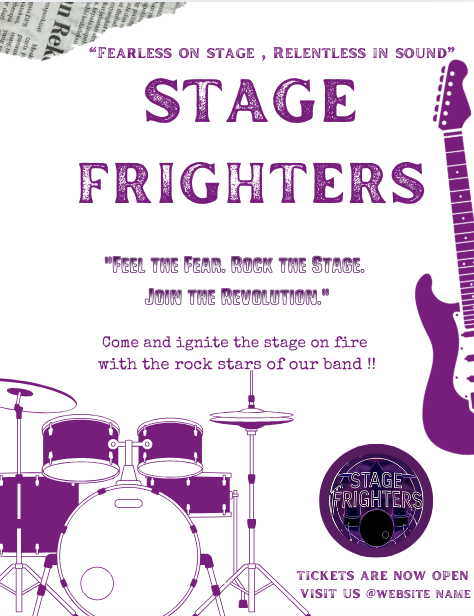 “Fearless on stage , Relentless in sound”
STAGE
FRIGHTERS
"Feel the Fear. Rock the Stage.
Join the Revolution."
Come and ignite the stage on fire
with the rock stars of our band !!
STAGE
FRIGHTERS
TICKETS ARE NOW OPEN
VISIT US @WEBSITE NAME